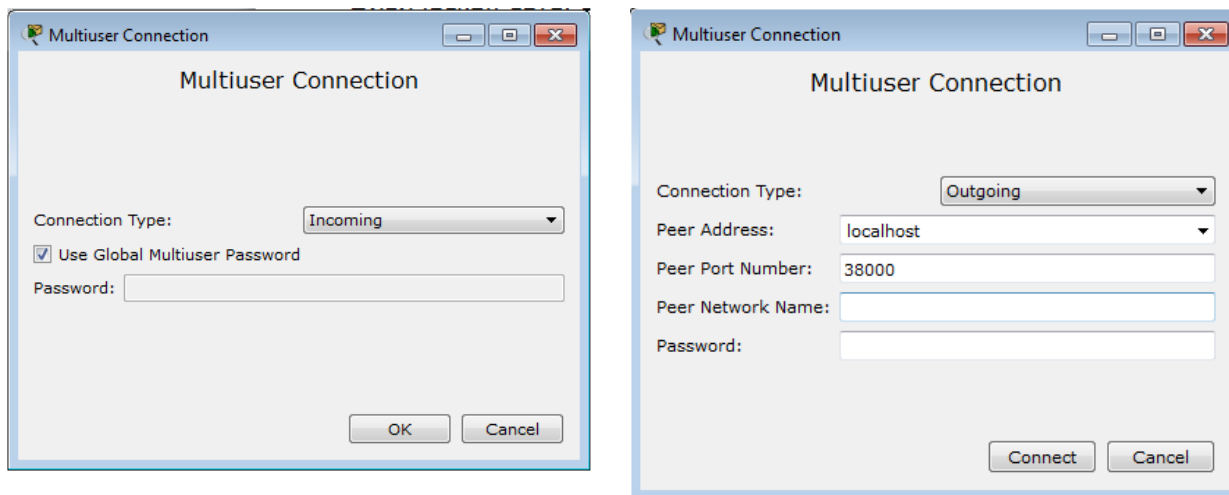 Multiuser Connection
Multiuser Connection
Connection Type: Incoming
Use Global Multiuser Password
Password:
OK Cancel
Multiuser Connection
Multiuser Connection
Connection Type: Outgoing
Peer Address: localhost
Peer Port Number: 38000
Peer Network Name:
Password:
Connect Cancel